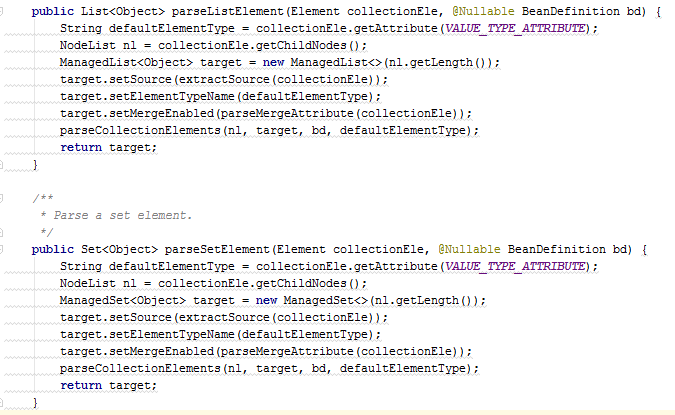 public List<Object> parseListElement(Element collectionEle, @Nullable BeanDefinition bd) {
    String defaultElementType = collectionEle.getAttribute(VALUE_TYPE_ATTRIBUTE);
    NodeList nl = collectionEle.getChildNodes();
    ManagedList<Object> target = new ManagedList<>(nl.getLength());
    target.setSource(extractSource(collectionEle));
    target.setElementTypeName(defaultElementType);
    target.setMergeEnabled(parseMergeAttribute(collectionEle));
    parseCollectionElements(nl, target, bd, defaultElementType);
    return target;
}
/**
 * Parse a set element.
 */
public Set<Object> parseSetElement(Element collectionEle, @Nullable BeanDefinition bd) {
    String defaultElementType = collectionEle.getAttribute(VALUE_TYPE_ATTRIBUTE);
    NodeList nl = collectionEle.getChildNodes();
    ManagedSet<Object> target = new ManagedSet<>(nl.getLength());
    target.setSource(extractSource(collectionEle));
    target.setElementTypeName(defaultElementType);
    target.setMergeEnabled(parseMergeAttribute(collectionEle));
    parseCollectionElements(nl, target, bd, defaultElementType);
    return target;
}